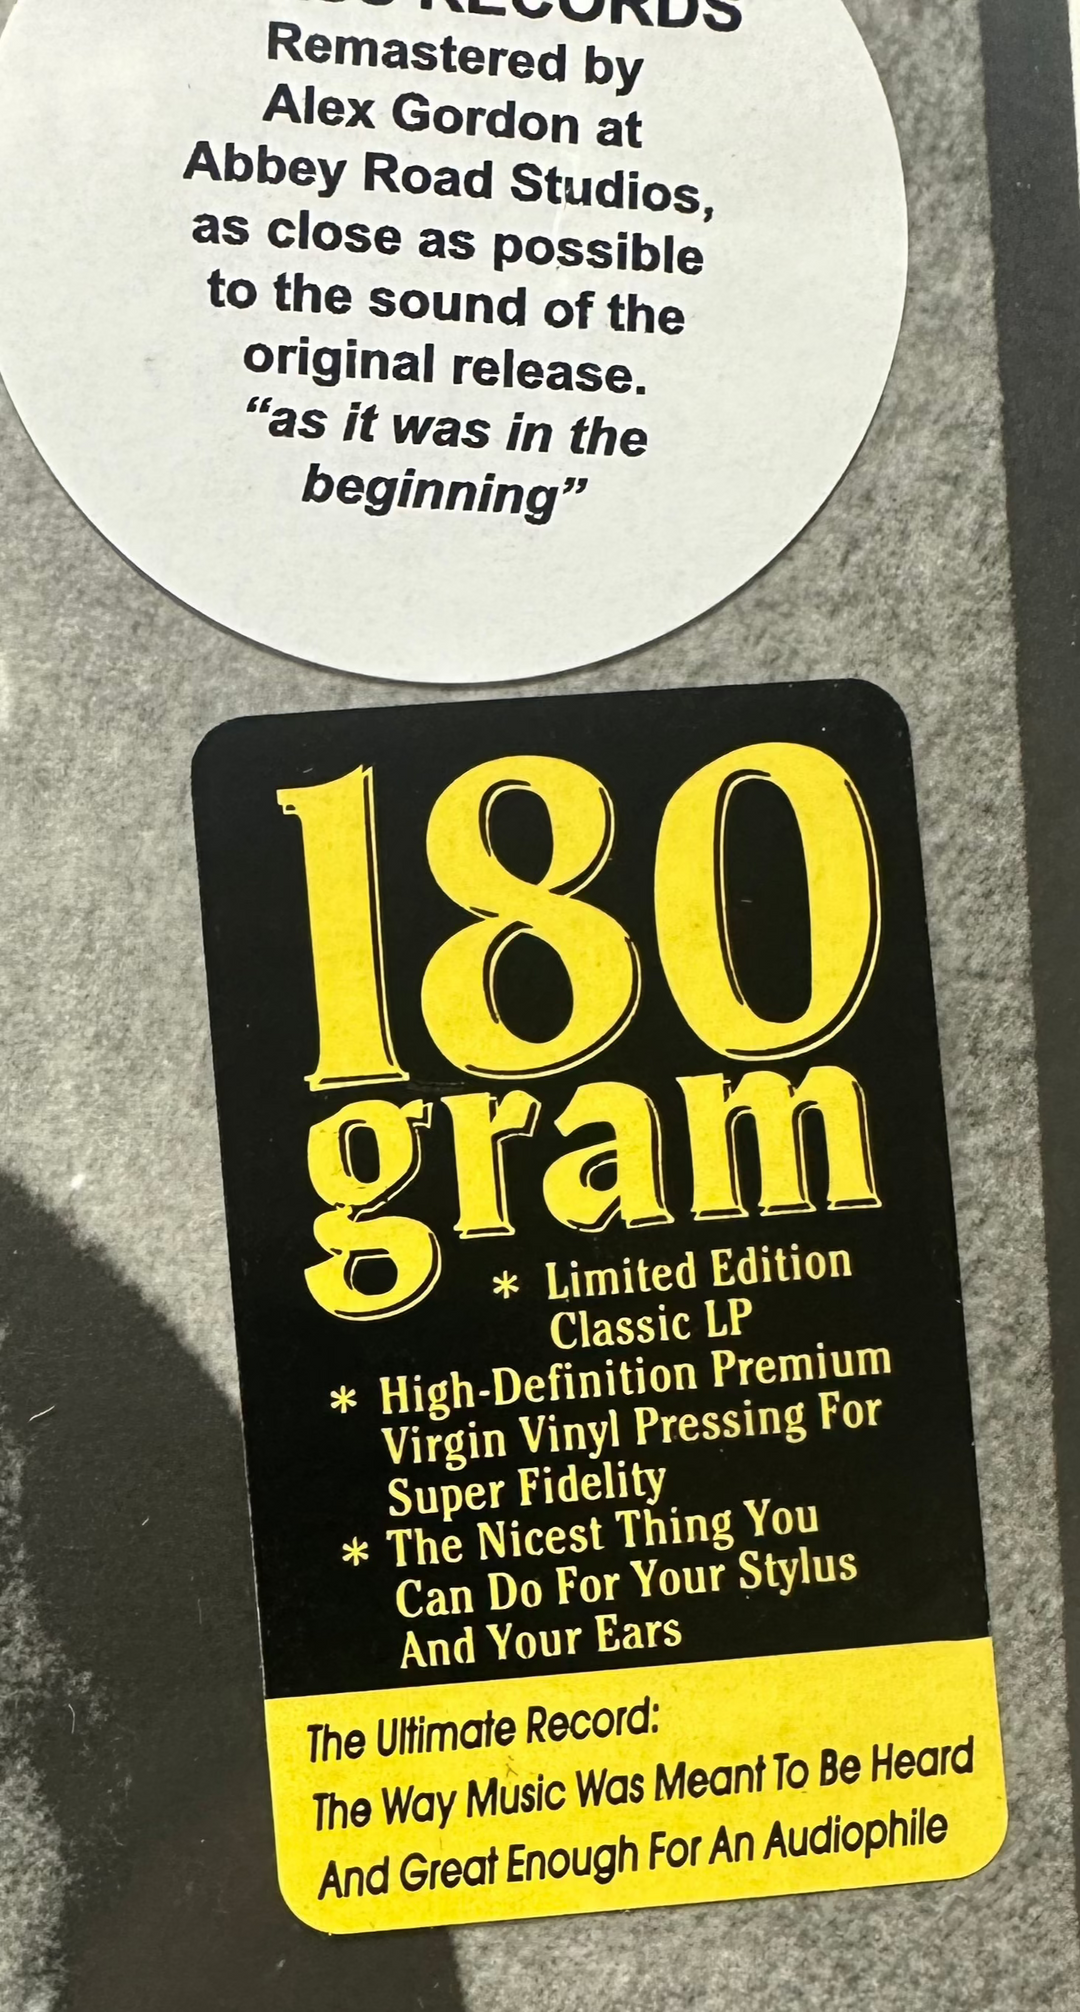 RECORDS
Remastered by
Alex Gordon at
Abbey Road Studios,
as close as possible
to the sound of the
original release.
“as it was in the
beginning”
180
gram
* Limited Edition
Classic LP
* High-Definition Premium
Virgin Vinyl Pressing For
Super Fidelity
* The Nicest Thing You
Can Do For Your Stylus
And Your Ears
The Ultimate Record:
The Way Music Was Meant To Be Heard
And Great Enough For An Audiophile